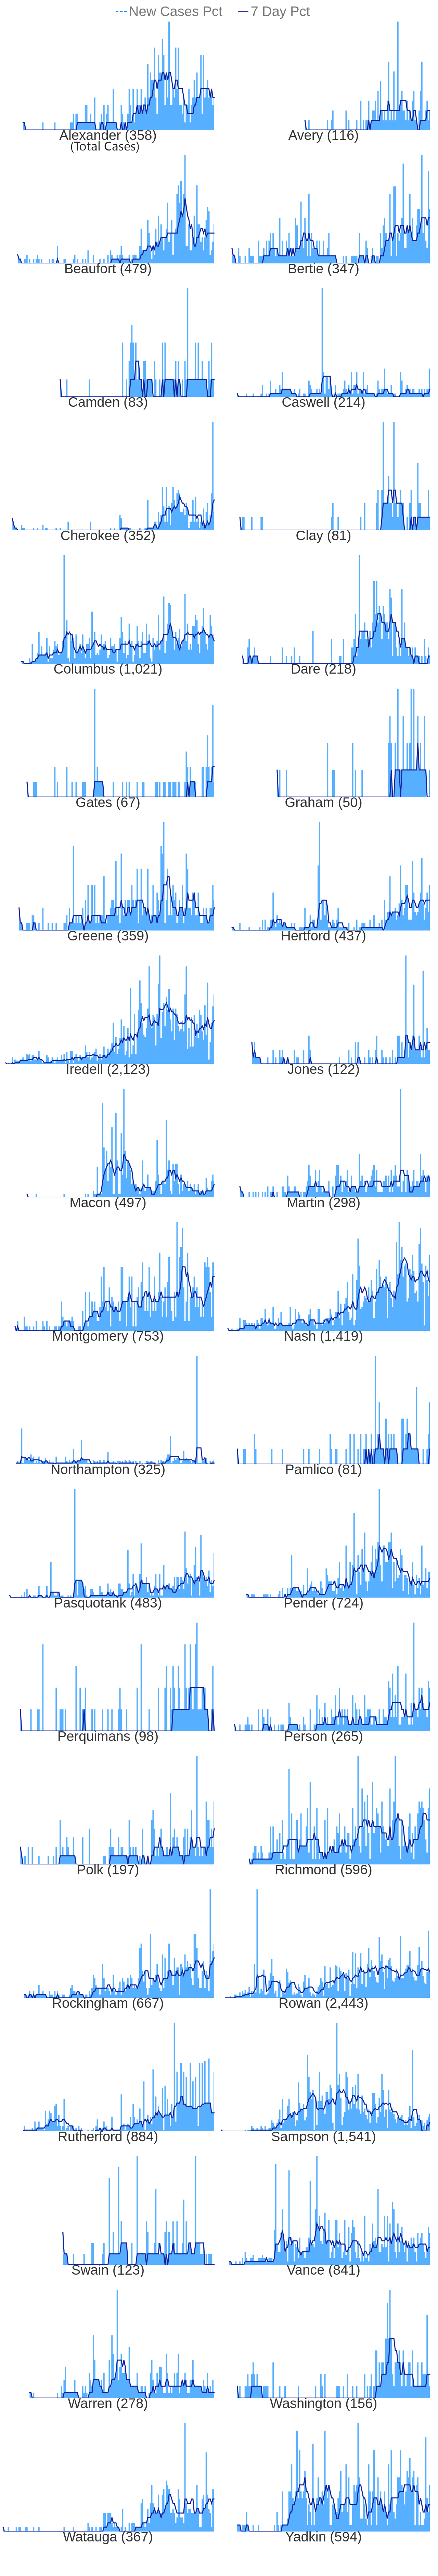 New Cases Pct 7 Day Pct
Alexander (358) Avery (116)
(Total Cases)
Beaufort (479) Bertie (347)
Camden (83) Caswell (214)
Cherokee (352) Clay (81)
Columbus (1,021) Dare (218)
Gates (67) Graham (50)
Greene (359) Hertford (437)
Iredell (2,123) Jones (122)
Macon (497) Martin (298)
Montgomery (753) Nash (1,419)
Northampton (325) Pamlico (81)
Pasquotank (483) Pender (724)
Perquimans (98) Person (265)
Polk (197) Richmond (596)
Rockingham (667) Rowan (2,443)
Rutherford (884) Sampson (1,541)
Swain (123) Vance (841)
Warren (278) Washington (156)
Watauga (367) Yadkin (594)